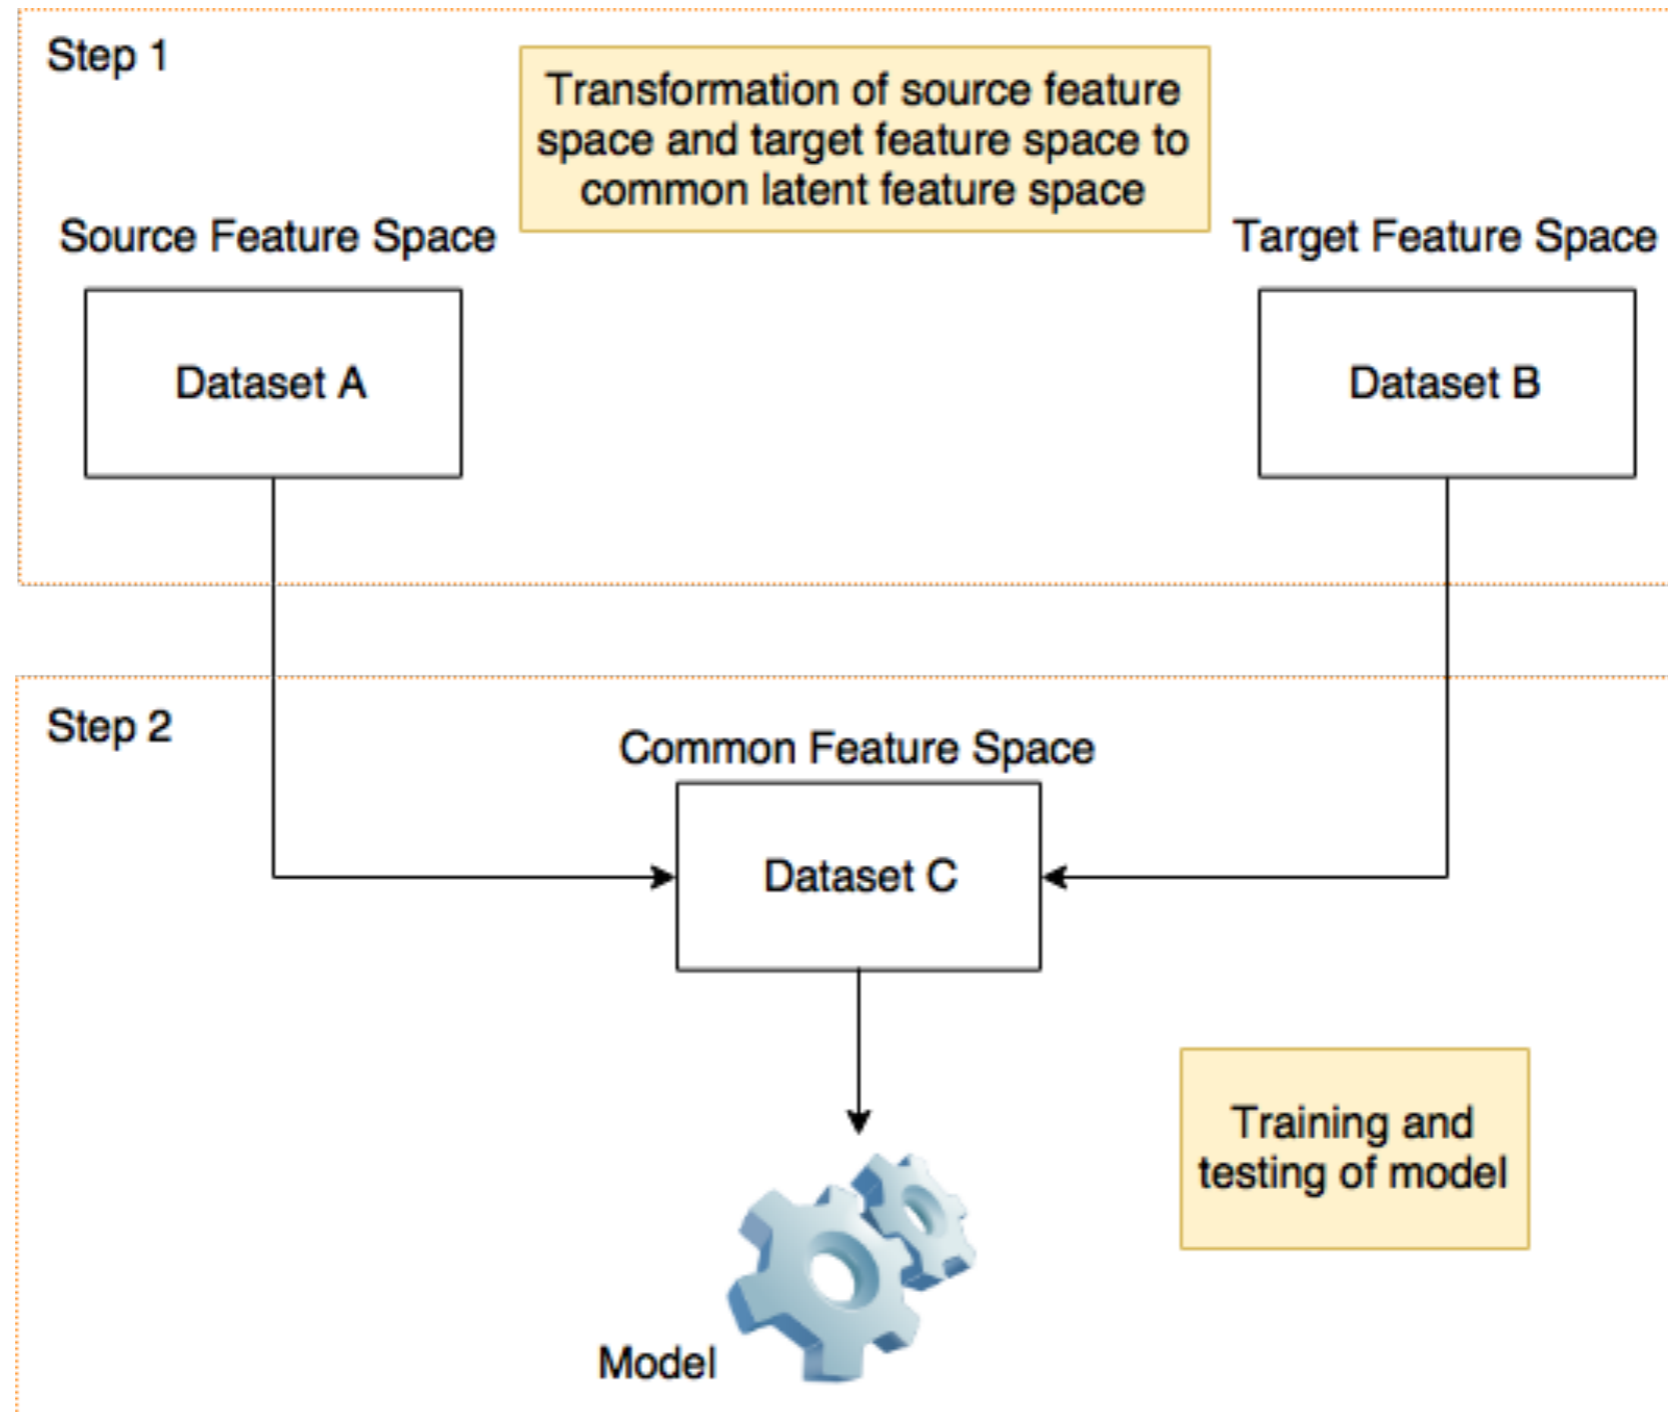 Step 1
Transformation of source feature
space and target feature space to
common latent feature space
Source Feature Space
Target Feature Space
Dataset A
Dataset B
Step 2
Common Feature Space
Dataset C
Training and
testing of model
Model